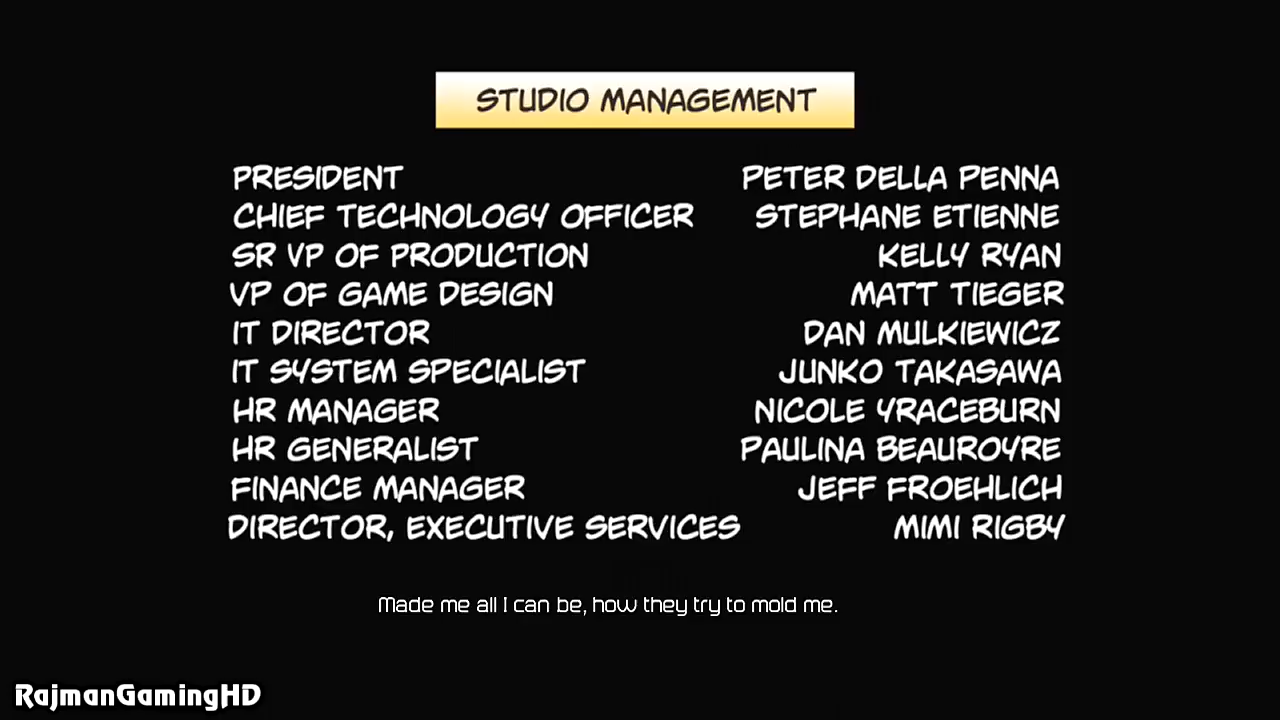 STUDIO MANAGEMENT
PRESIDENT PETER DELLA PENNA
CHIEF TECHNOLOGY OFFICER STEPHANE ETIENNE
SR VP OF PRODUCTION KELLY RYAN
VP OF GAME DESIGN MATT TIEGER
IT DIRECTOR DAN MULKIEWICZ
IT SYSTEM SPECIALIST JUNKO TAKASAWA
HR MANAGER NICOLE YRACEBURN
HR GENERALIST PAULINA BEAUROYRE
FINANCE MANAGER JEFF FROEHLICH
DIRECTOR, EXECUTIVE SERVICES MIMI RIGBY
Made me all I can be, how they try to mold me.
RajmanGamingHD